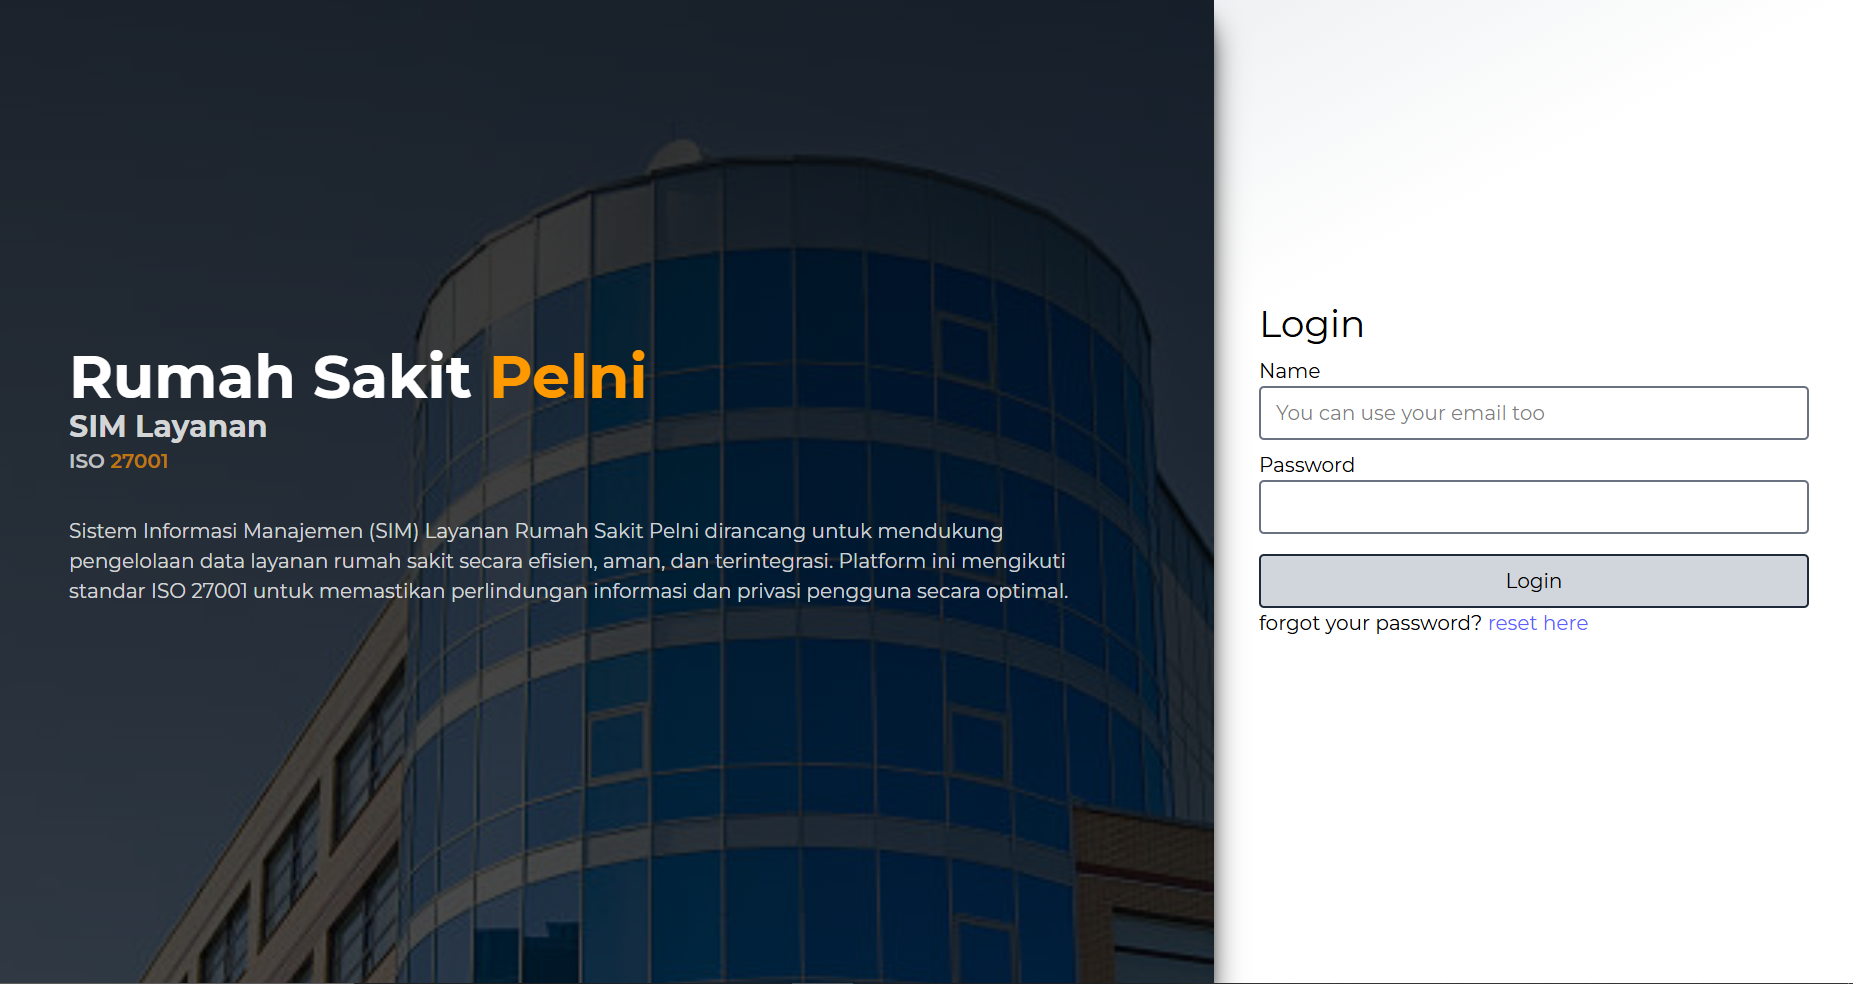 Rumah Sakit Pelni
SIM Layanan
ISO 27001
Sistem Informasi Manajemen (SIM) Layanan Rumah Sakit Pelni dirancang untuk mendukung
pengelolaan data layanan rumah sakit secara efisien, aman, dan terintegrasi. Platform ini mengikuti
standar ISO 27001 untuk memastikan perlindungan informasi dan privasi pengguna secara optimal.
Login
Name
You can use your email too
Password
Login
forgot your password? reset here